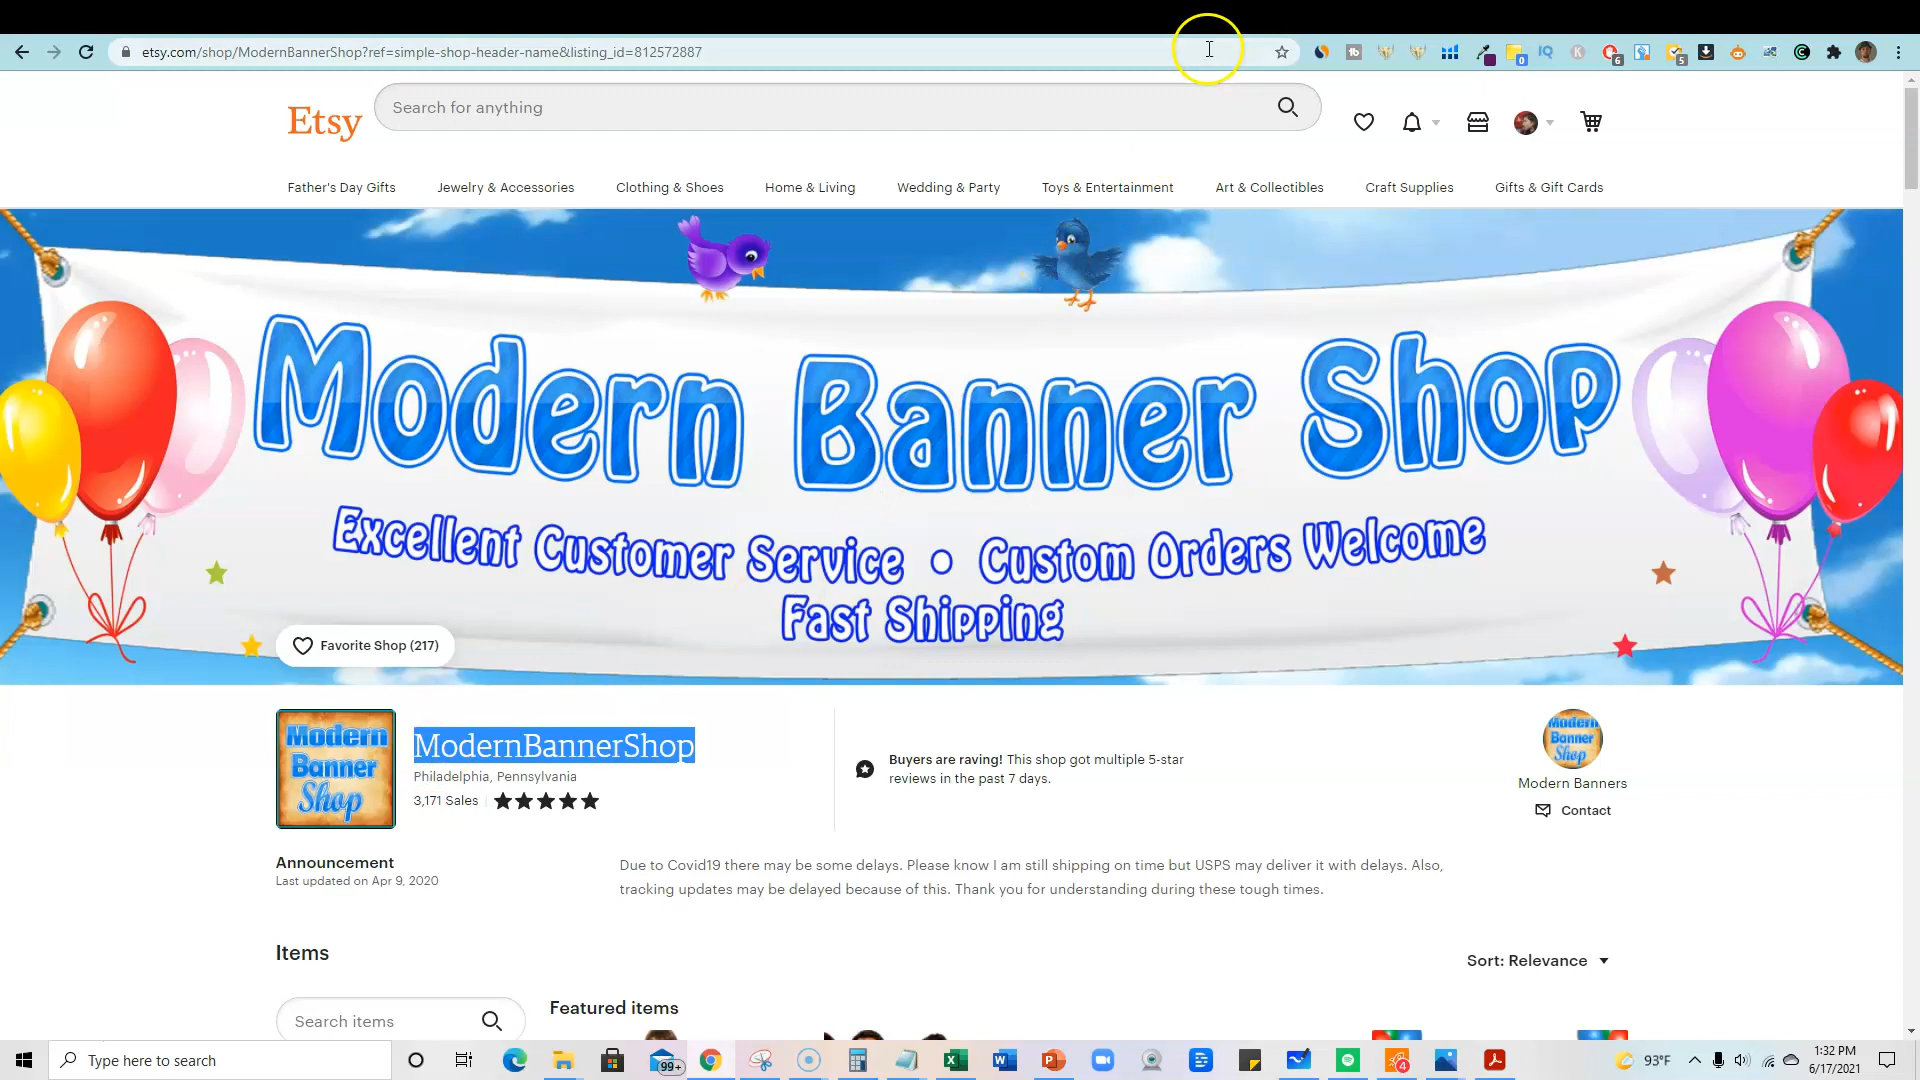 etsy.com/shop/ModernBannerShop?ref=simple-shop-header-name&listing_id=812572887
Etsy
Search for anything
Father's Day Gifts
Jewelry & Accessories
Clothing & Shoes
Home & Living
Wedding & Party
Toys & Entertainment
Art & Collectibles
Craft Supplies
Gifts & Gift Cards
Modern Banner Shop
Excellent Customer Service • Custom Orders Welcome
Fast Shipping
Favorite Shop (217)
Modern
Banner
Shop
ModernBannerShop
Philadelphia, Pennsylvania
3,171 Sales
Buyers are raving! This shop got multiple 5-star
reviews in the past 7 days.
Modern
Banner
Shop
Modern Banners
Contact
Announcement
Last updated on Apr 9, 2020
Due to Covid19 there may be some delays. Please know I am still shipping on time but USPS may deliver it with delays. Also,
tracking updates may be delayed because of this. Thank you for understanding during these tough times.
Items
Sort: Relevance
Search items
Featured items
Type here to search
99+
4
93°F
1:32 PM
6/17/2021